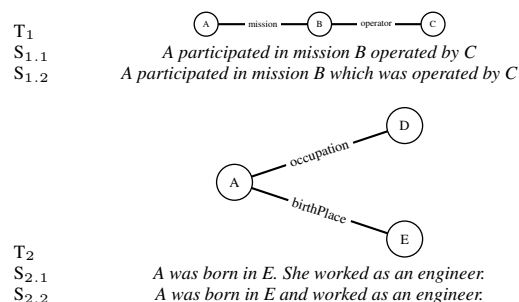 A mission B operator C
T1
S1.1 A participated in mission B operated by C
S1.2 A participated in mission B which was operated by C
D
occupation
A
birthPlace
E
T2
S2.1 A was born in E. She worked as an engineer.
S2.2 A was born in E and worked as an engineer.